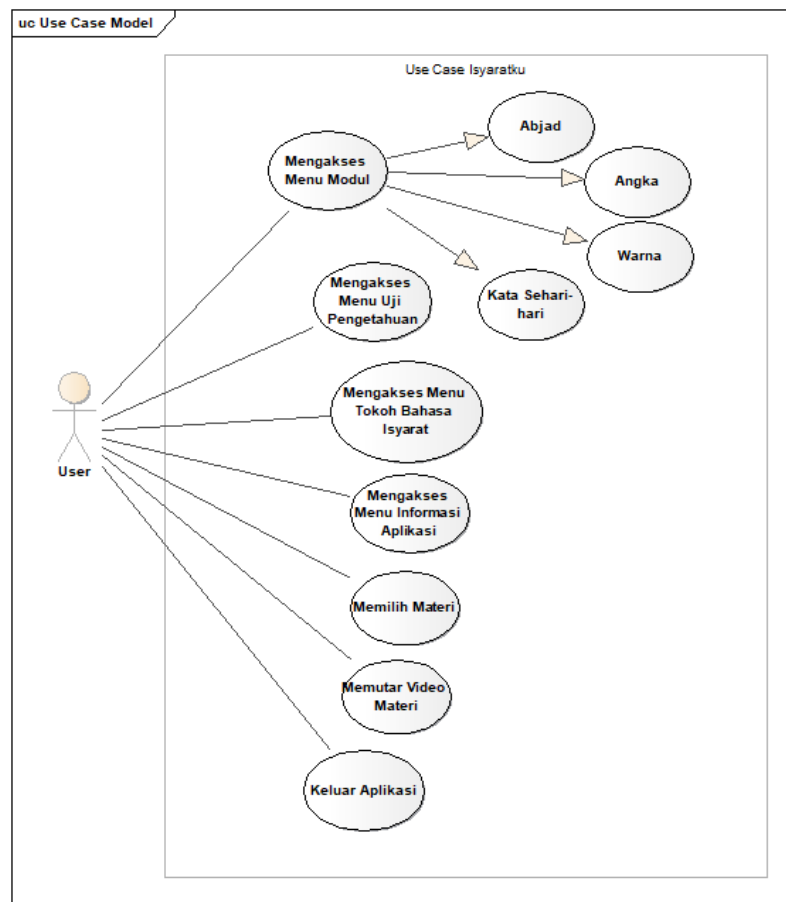 uc Use Case Model
Use Case Isyaratku
Abjad
Mengakses
Menu Modul
Angka
Warna
Mengakses
Menu Uji
Pengetahuan
Kata Sehari-
hari
Mengakses Menu
Tokoh Bahasa
Isyarat
User
Mengakses
Menu Informasi
Aplikasi
Memilih Materi
Memutar Video
Materi
Keluar Aplikasi